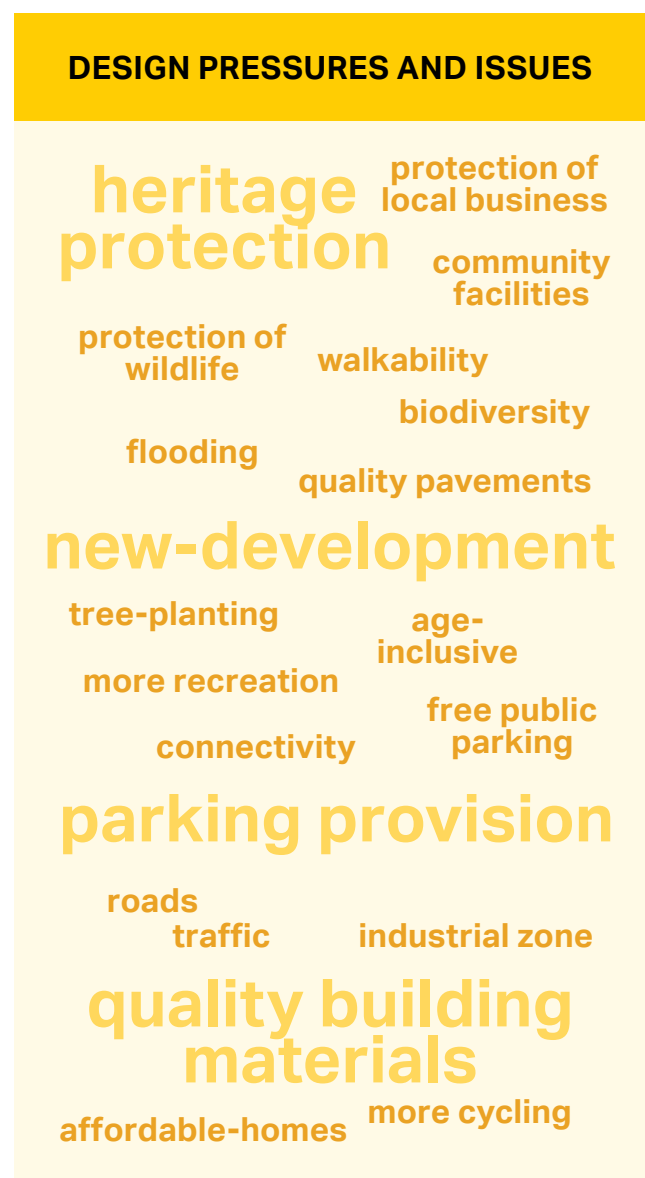 DESIGN PRESSURES AND ISSUES
heritage
protection
protection of
local business
community
facilities
protection of
wildlife
walkability
biodiversity
flooding
quality pavements
new-development
tree-planting
age-
inclusive
more recreation
free public
parking
connectivity
parking provision
roads
traffic
industrial zone
quality building
materials
more cycling
affordable-homes